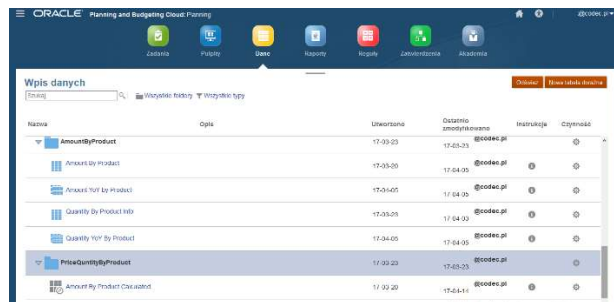 ORACLE Planning and Budgeting Cloud: Planning
@codec.pl
Zadania Pulpity Dane Raporty Reguły Zatwierdzenia Akademia
Wpis danych
Odśwież Nowa tabela doraźna
Szukaj Wszystkie foldery Wszystkie typy
Nazwa Opis Utworzono Ostatnio zmodyfikowano Instrukcje Czynność
AmountByProduct 17-03-23 17-03-23 @codec.pl
Amount By Product 17-03-20 17-04-05 @codec.pl
Amount YoY by Product 17-04-05 17-04-05 @codec.pl
Quantity By Product Info 17-03-23 17-04-03 @codec.pl
Quantity YoY By Product 17-04-05 17-04-05 @codec.pl
PriceQuntityByProduct 17-03-23 17-03-23 @codec.pl
Amount By Product Calculated 17-03-20 17-04-14 @codec.pl